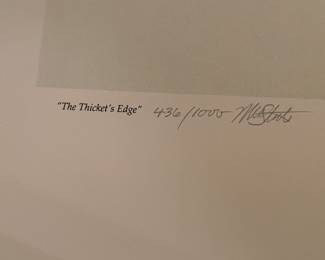 "The Thicket's Edge" 436/1000